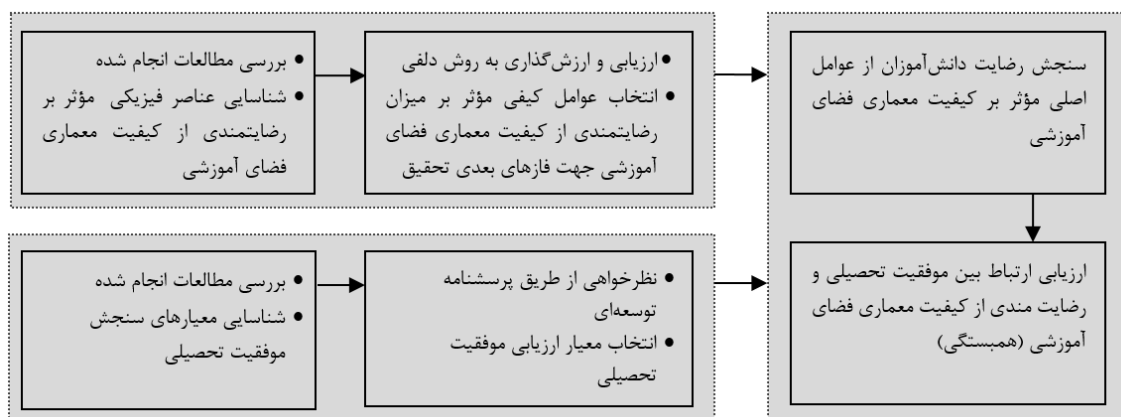 • بررسی مطالعات انجام شده
• شناسایی عناصر فیزیکی مؤثر بر
رضایتمندی از کیفیت معماری
فضای آموزشی
• ارزیابی و ارزش‌گذاری به روش دلفی
• انتخاب عوامل کیفی مؤثر بر میزان
رضایتمندی از کیفیت معماری فضای
آموزشی جهت فازهای بعدی تحقیق
سنجش رضایت دانش‌آموزان از عوامل
اصلی مؤثر بر کیفیت معماری فضای
آموزشی
• بررسی مطالعات انجام شده
• شناسایی معیارهای سنجش
موفقیت تحصیلی
• نظرخواهی از طریق پرسشنامه
توسعه‌ای
• انتخاب معیار ارزیابی موفقیت
تحصیلی
ارزیابی ارتباط بین موفقیت تحصیلی و
رضایت مندی از کیفیت معماری فضای
آموزشی (همبستگی)